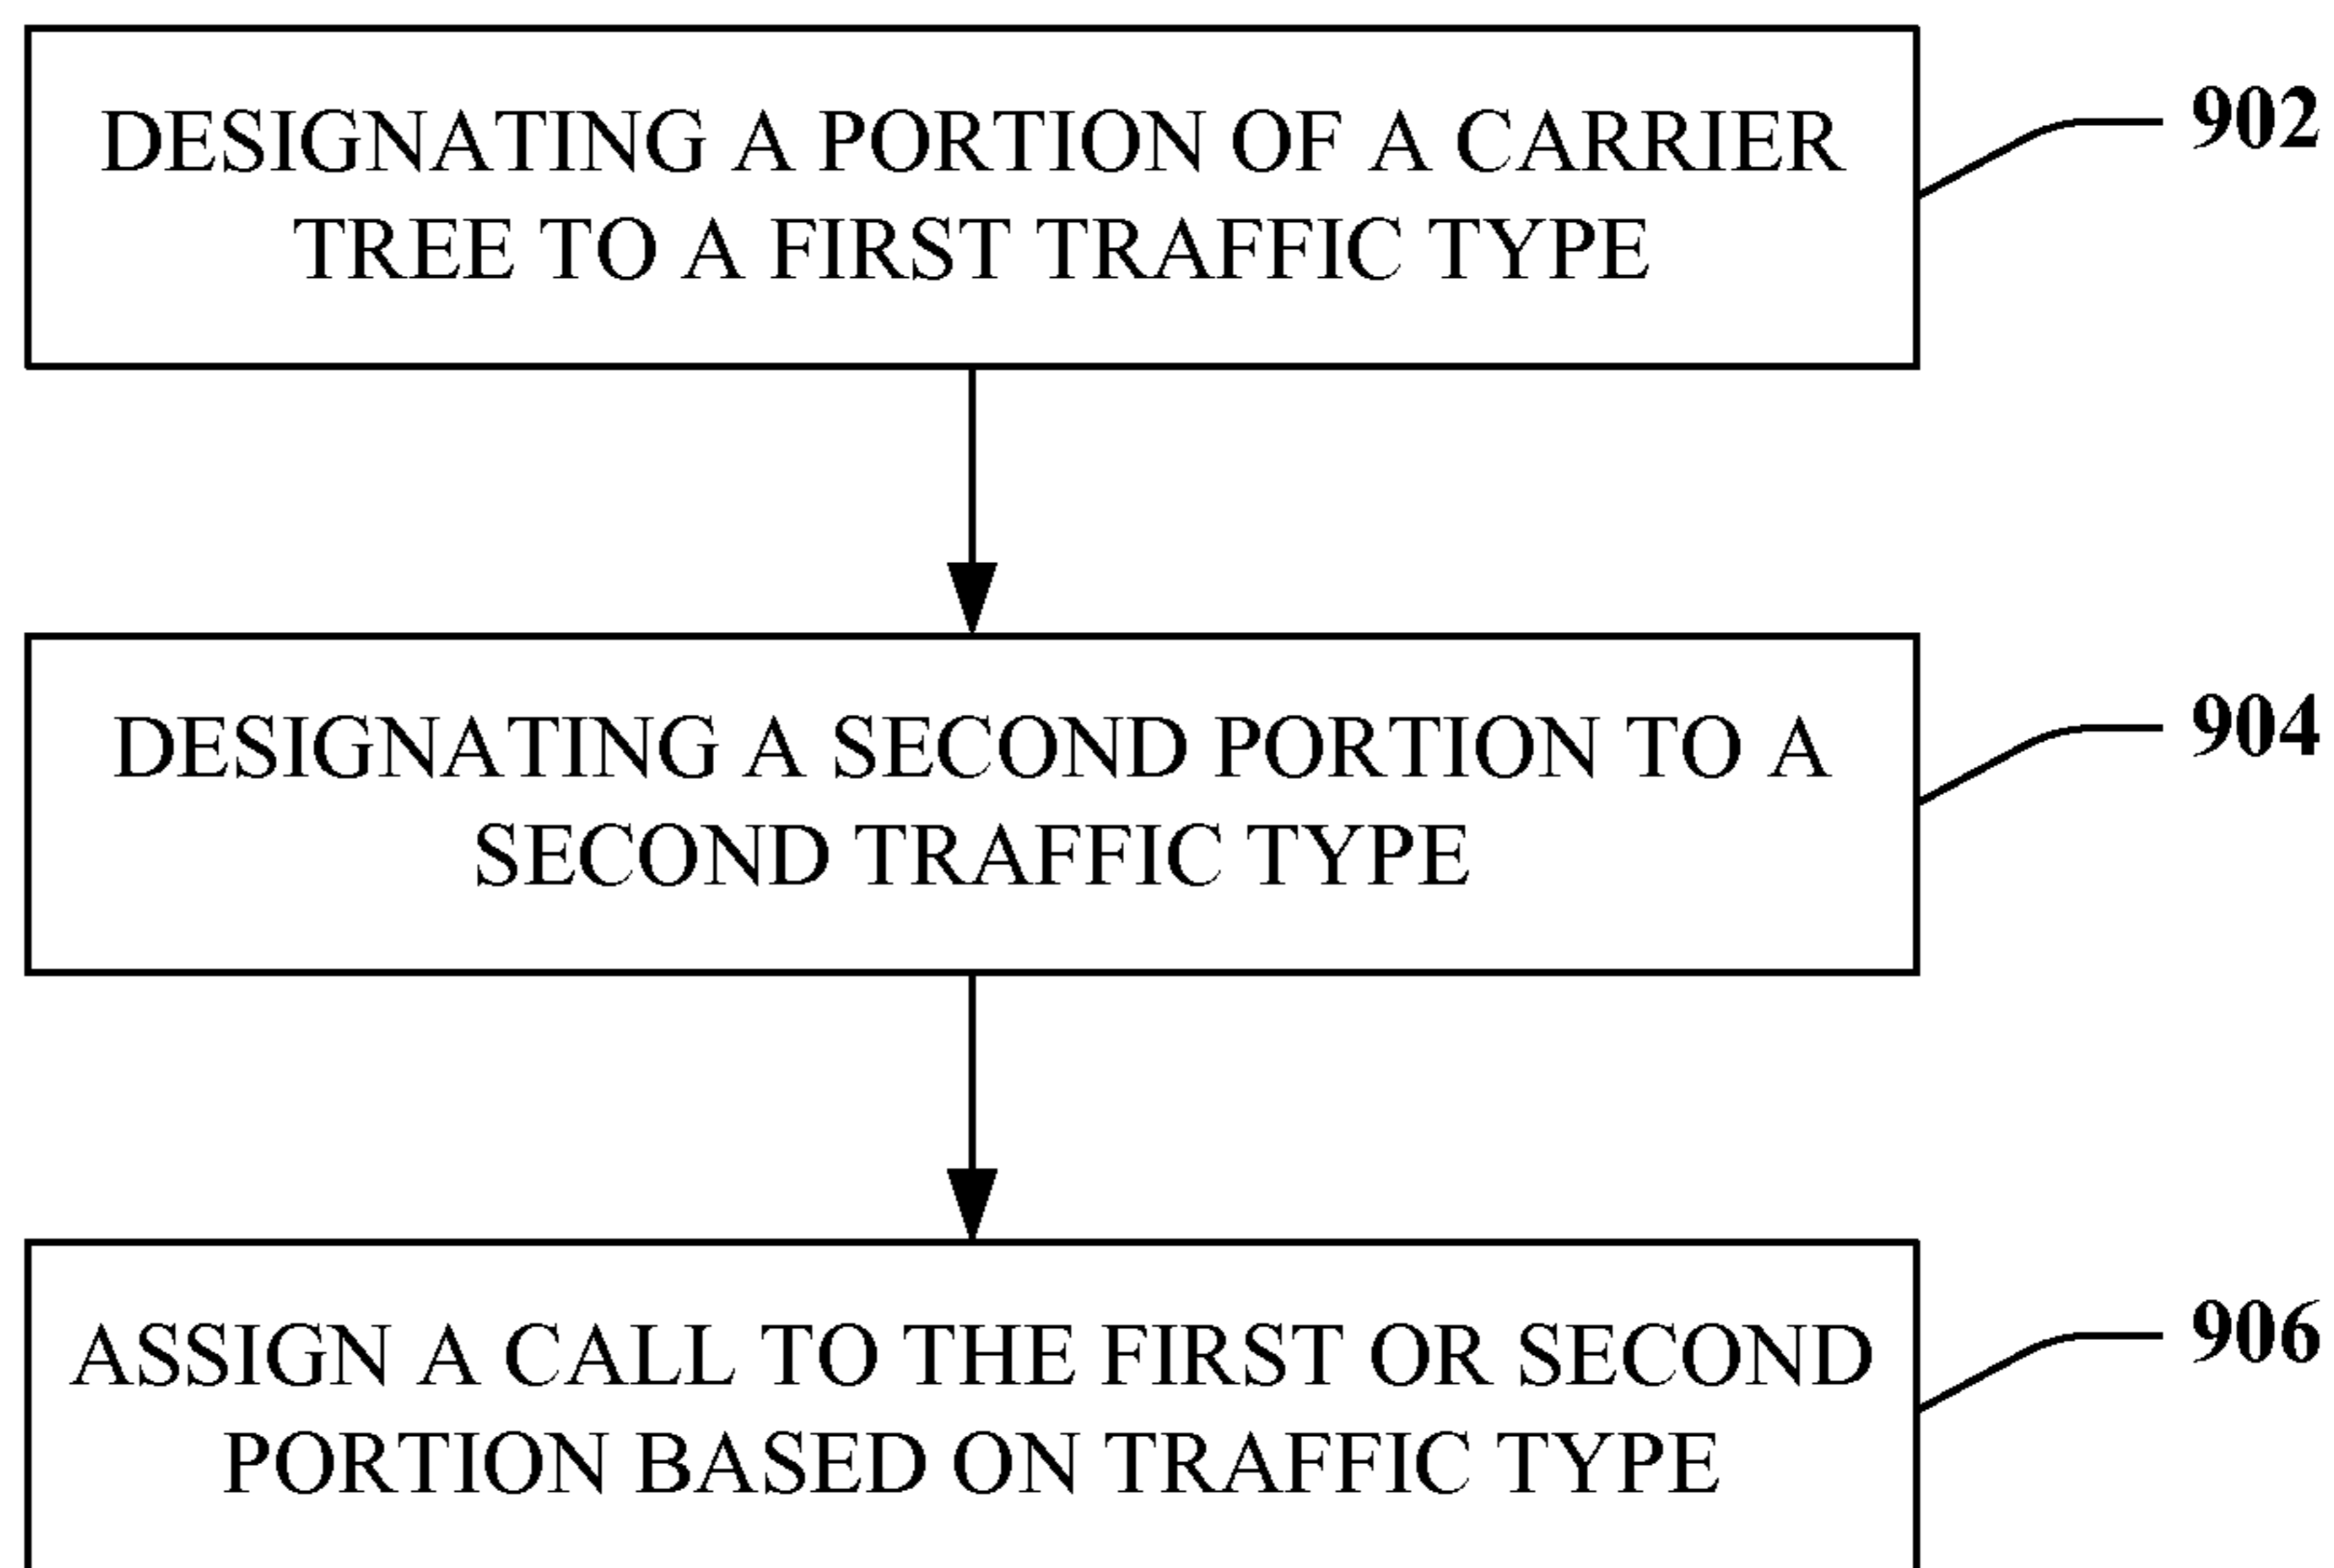 DESIGNATING A PORTION OF A CARRIER
TREE TO A FIRST TRAFFIC TYPE
902
DESIGNATING A SECOND PORTION TO A
SECOND TRAFFIC TYPE
904
ASSIGN A CALL TO THE FIRST OR SECOND
PORTION BASED ON TRAFFIC TYPE
906